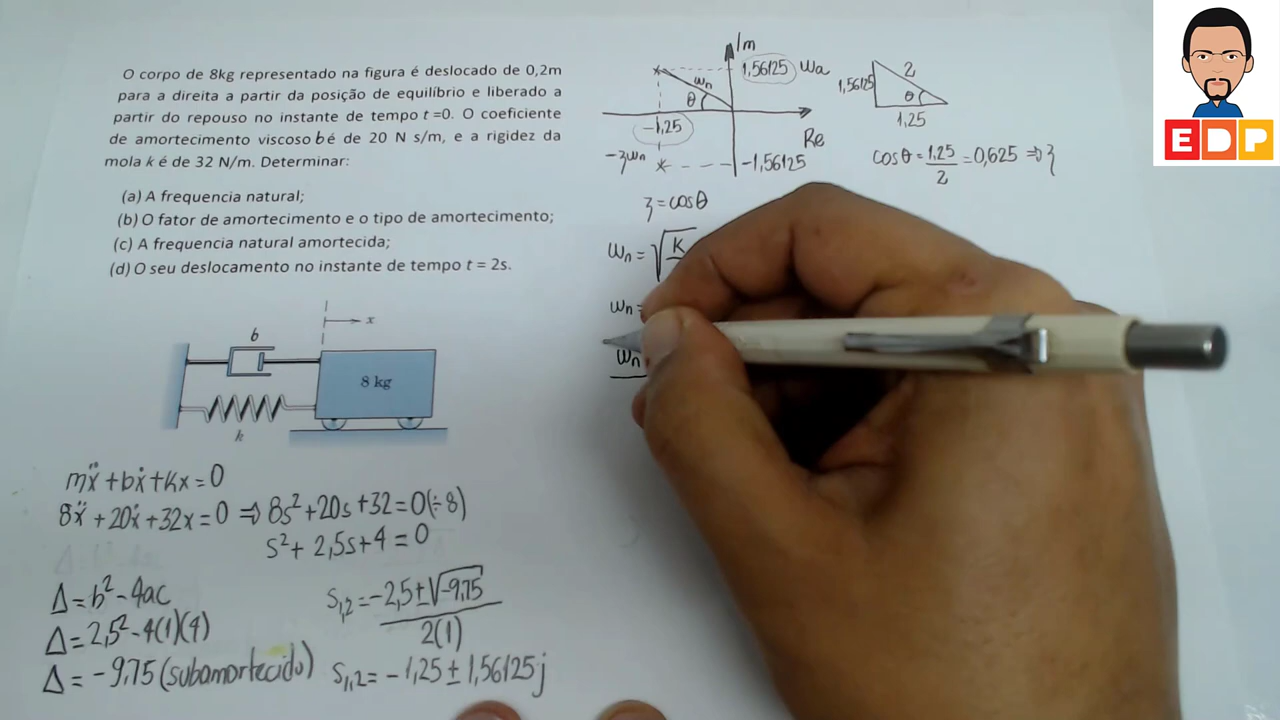 O corpo de 8kg representado na figura é deslocado de 0,2m
para a direita a partir da posição de equilíbrio e liberado a
partir do repouso no instante de tempo t =0. O coeficiente
de amortecimento viscoso b é de 20 N s/m, e a rigidez da
mola k é de 32 N/m. Determinar:
(a) A frequencia natural;
(b) O fator de amortecimento e o tipo de amortecimento;
(c) A frequencia natural amortecida;
(d) O seu deslocamento no instante de tempo t = 2s.
b
x
8 kg
k
mẍ + bẋ + kx = 0
8ẍ + 20ẋ + 32x = 0 ⇒ 8s² + 20s + 32 = 0 (÷8)
s² + 2,5s + 4 = 0
Δ = b² - 4ac
Δ = 2,5² - 4(1)(4)
Δ = -9,75 (subamortecido)
S1,2 = -2,5 ± √-9,75
2(1)
S1,2 = -1,25 ± 1,56125j
Im
1,56125 ωa
ωn
θ
-1,25
Re
-ζωn
-1,56125
ζ = cosθ
ωn = √K
ωn =
ωn
2
1,56125
θ
1,25
cosθ = 1,25 = 0,625 ⇒ ζ
2
EDP